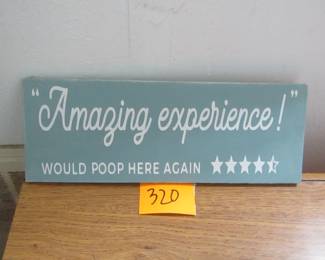 "Amazing experience!"
WOULD POOP HERE AGAIN ★★★★⯨
320